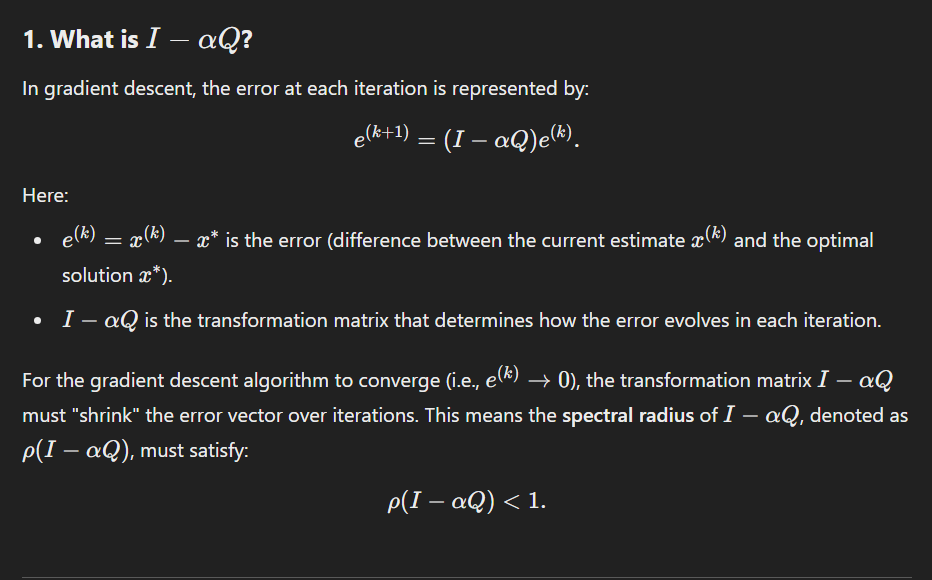 1. What is I − αQ?
In gradient descent, the error at each iteration is represented by:
e^(k+1) = (I − αQ)e^(k).
Here:
• e^(k) = x^(k) − x* is the error (difference between the current estimate x^(k) and the optimal
solution x*).
• I − αQ is the transformation matrix that determines how the error evolves in each iteration.
For the gradient descent algorithm to converge (i.e., e^(k) → 0), the transformation matrix I − αQ
must "shrink" the error vector over iterations. This means the spectral radius of I − αQ, denoted as
ρ(I − αQ), must satisfy:
ρ(I − αQ) < 1.